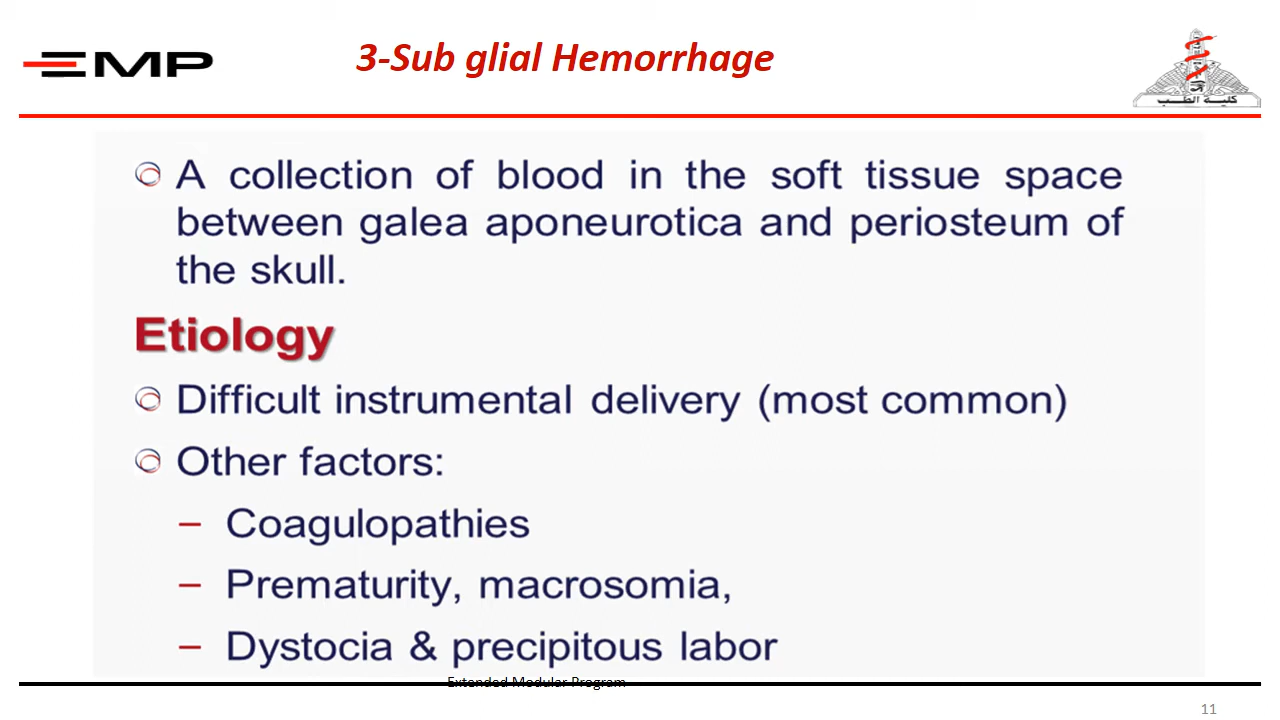 EMP
3-Sub glial Hemorrhage
كلية الطب
A collection of blood in the soft tissue space
between galea aponeurotica and periosteum of
the skull.
Etiology
Difficult instrumental delivery (most common)
Other factors:
– Coagulopathies
– Prematurity, macrosomia,
– Dystocia & precipitous labor
Extended Modular Program
11